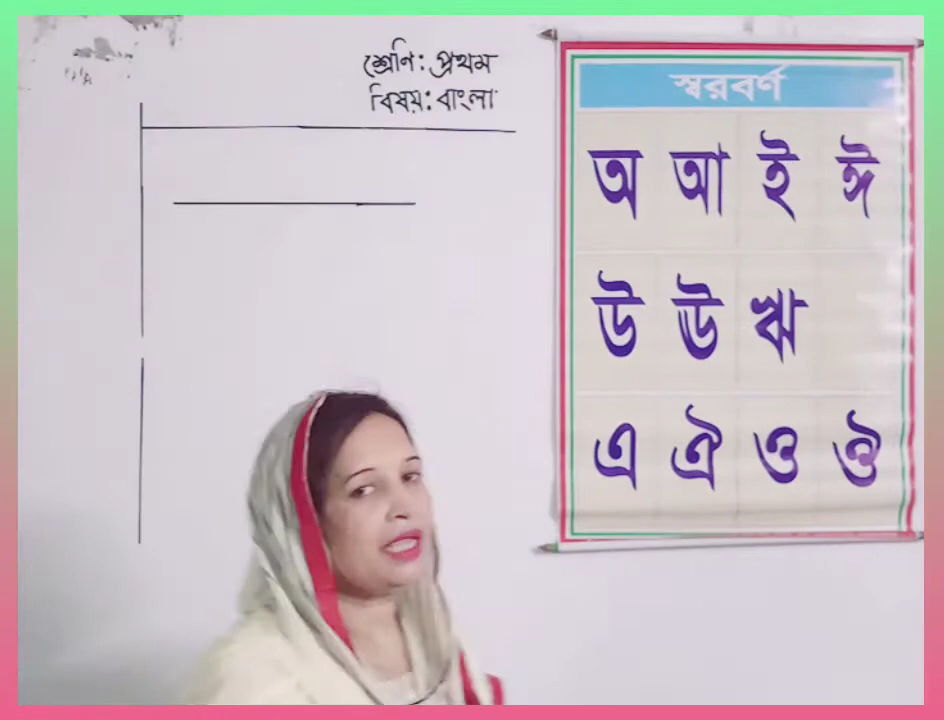 শ্রেণি: প্রথম
বিষয়: বাংলা
স্বরবর্ণ
অ আ ই ঈ
উ ঊ ঋ
এ ঐ ও ঔ